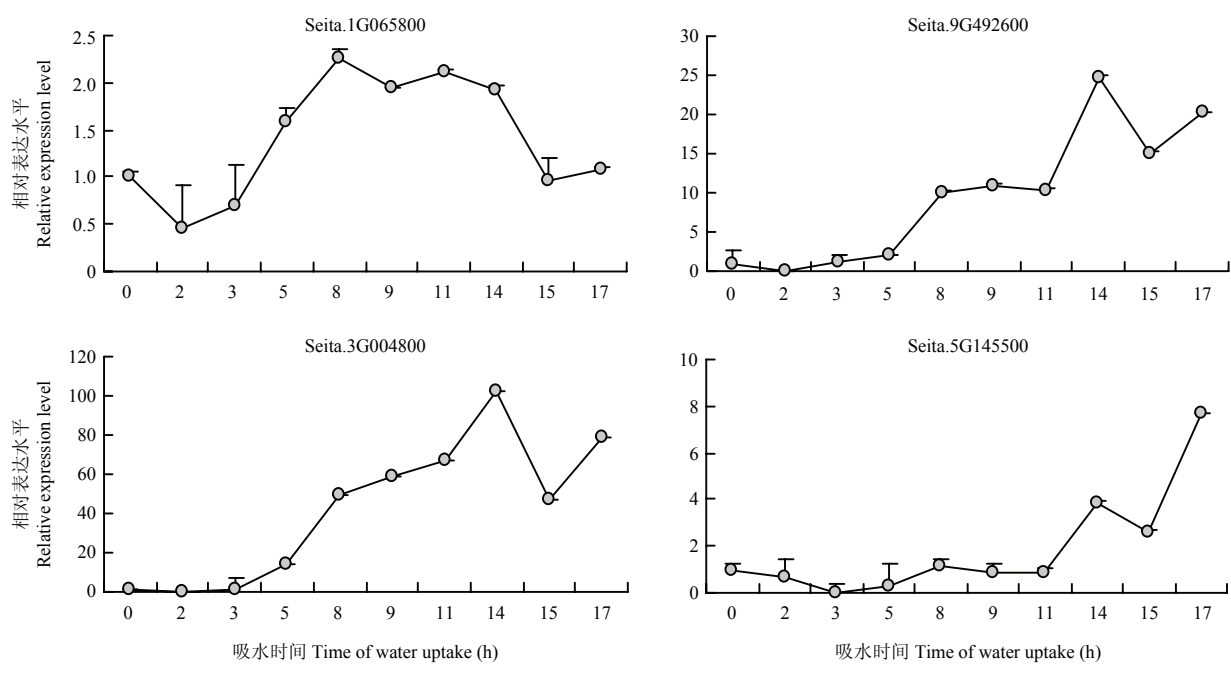 Seita.1G065800
相对表达水平
Relative expression level
2.5
2.0
1.5
1.0
0.5
0
0 2 3 5 8 9 11 14 15 17
Seita.9G492600
30
25
20
15
10
5
0
0 2 3 5 8 9 11 14 15 17
Seita.3G004800
相对表达水平
Relative expression level
120
100
80
60
40
20
0
0 2 3 5 8 9 11 14 15 17
吸水时间 Time of water uptake (h)
Seita.5G145500
10
8
6
4
2
0
0 2 3 5 8 9 11 14 15 17
吸水时间 Time of water uptake (h)